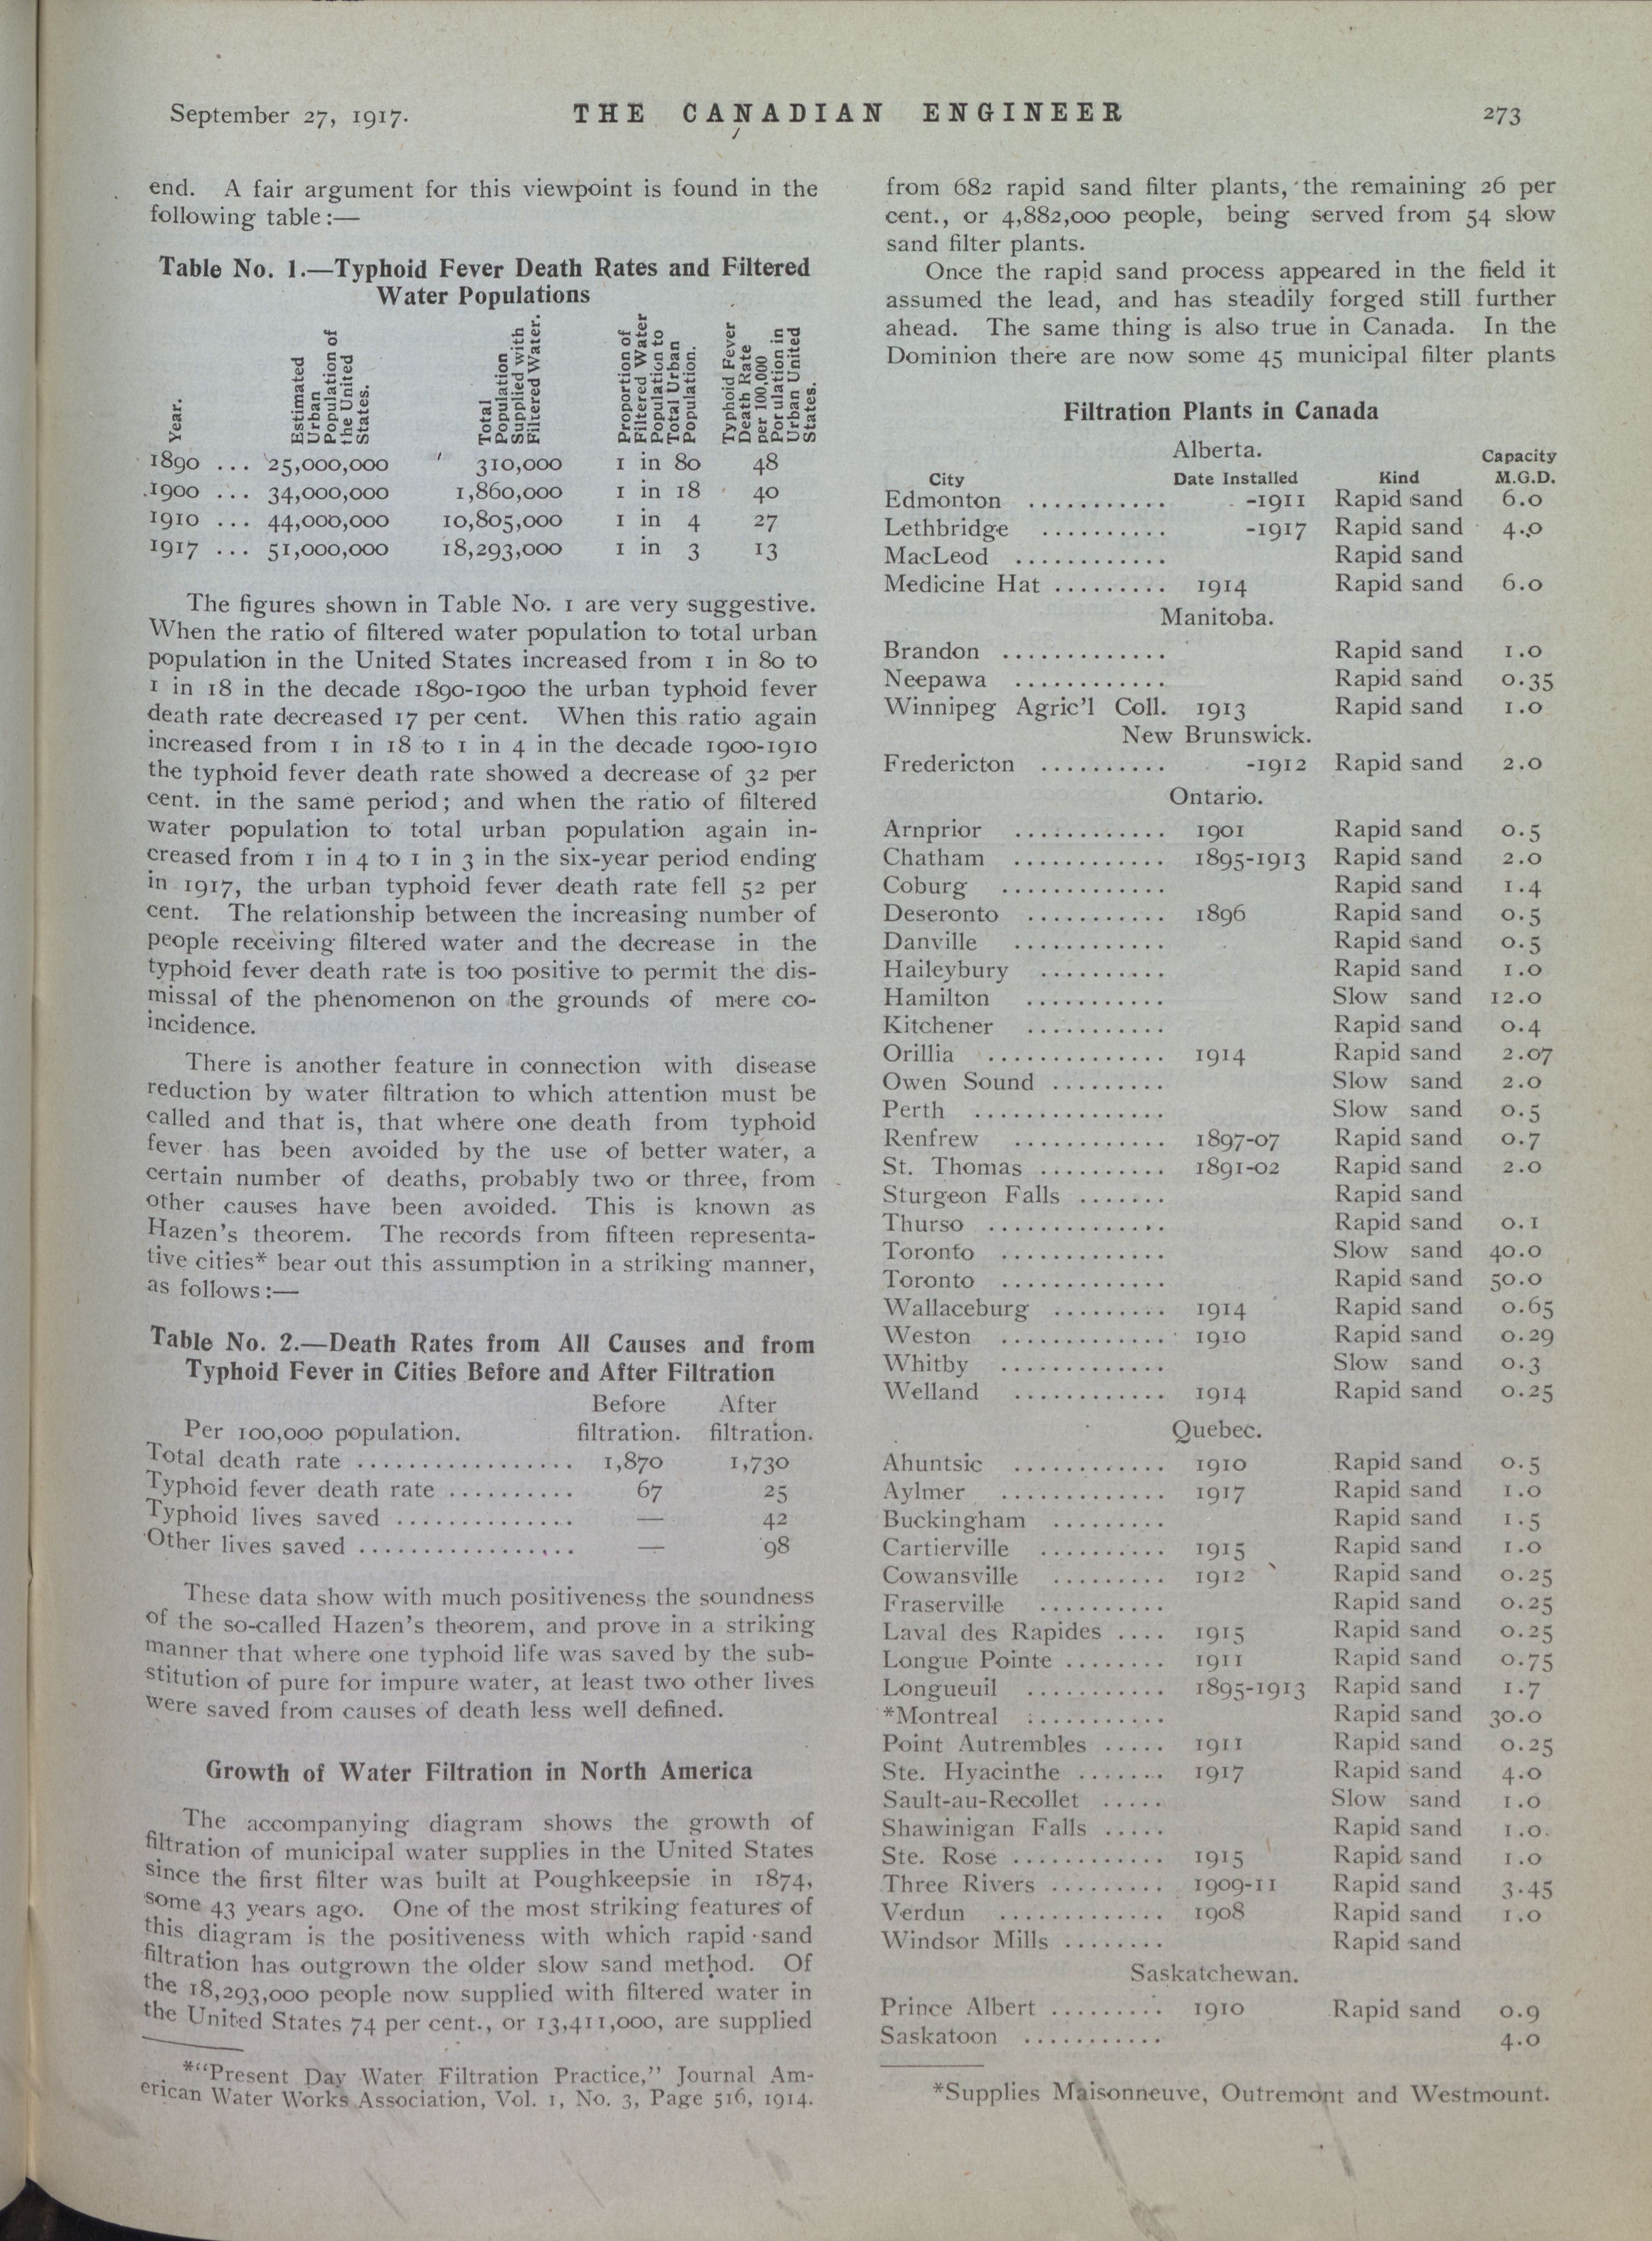 September 27, 1917.
THE CANADIAN ENGINEER
273
end. A fair argument for this viewpoint is found in the
following table:—
Table No. 1.—Typhoid Fever Death Rates and Filtered
Water Populations
Year.
Estimated Urban Population of the United States.
Total Population Supplied with Filtered Water.
Proportion of Filtered Water Population to Total Urban Population.
Typhoid Fever Death Rate per 100,000 Population in Urban United States.
1890 ... 25,000,000 310,000 1 in 80 48
1900 ... 34,000,000 1,860,000 1 in 18 40
1910 ... 44,000,000 10,805,000 1 in 4 27
1917 ... 51,000,000 18,293,000 1 in 3 13
The figures shown in Table No. 1 are very suggestive.
When the ratio of filtered water population to total urban
population in the United States increased from 1 in 80 to
1 in 18 in the decade 1890-1900 the urban typhoid fever
death rate decreased 17 per cent. When this ratio again
increased from 1 in 18 to 1 in 4 in the decade 1900-1910
the typhoid fever death rate showed a decrease of 32 per
cent. in the same period; and when the ratio of filtered
water population to total urban population again in-
creased from 1 in 4 to 1 in 3 in the six-year period ending
in 1917, the urban typhoid fever death rate fell 52 per
cent. The relationship between the increasing number of
people receiving filtered water and the decrease in the
typhoid fever death rate is too positive to permit the dis-
missal of the phenomenon on the grounds of mere co-
incidence.
There is another feature in connection with disease
reduction by water filtration to which attention must be
called and that is, that where one death from typhoid
fever has been avoided by the use of better water, a
certain number of deaths, probably two or three, from
other causes have been avoided. This is known as
Hazen's theorem. The records from fifteen representa-
tive cities* bear out this assumption in a striking manner,
as follows:—
Table No. 2.—Death Rates from All Causes and from
Typhoid Fever in Cities Before and After Filtration
Before After
Per 100,000 population. filtration. filtration.
Total death rate ................. 1,870 1,730
Typhoid fever death rate .......... 67 25
Typhoid lives saved .............. — 42
Other lives saved ................. — 98
These data show with much positiveness the soundness
of the so-called Hazen's theorem, and prove in a striking
manner that where one typhoid life was saved by the sub-
stitution of pure for impure water, at least two other lives
were saved from causes of death less well defined.
Growth of Water Filtration in North America
The accompanying diagram shows the growth of
filtration of municipal water supplies in the United States
since the first filter was built at Poughkeepsie in 1874,
some 43 years ago. One of the most striking features of
this diagram is the positiveness with which rapid sand
filtration has outgrown the older slow sand method. Of
the 18,293,000 people now supplied with filtered water in
the United States 74 per cent., or 13,411,000, are supplied
*"Present Day Water Filtration Practice," Journal Am-
erican Water Works Association, Vol. 1, No. 3, Page 516, 1914.
from 682 rapid sand filter plants, the remaining 26 per
cent., or 4,882,000 people, being served from 54 slow
sand filter plants.
Once the rapid sand process appeared in the field it
assumed the lead, and has steadily forged still further
ahead. The same thing is also true in Canada. In the
Dominion there are now some 45 municipal filter plants
Filtration Plants in Canada
Alberta.
City Date Installed Kind Capacity M.G.D.
Edmonton ........... -1911 Rapid sand 6.0
Lethbridge .......... -1917 Rapid sand 4.0
MacLeod ............ Rapid sand
Medicine Hat ......... 1914 Rapid sand 6.0
Manitoba.
Brandon ............. Rapid sand 1.0
Neepawa ............ Rapid sand 0.35
Winnipeg Agric'l Coll. 1913 Rapid sand 1.0
New Brunswick.
Fredericton .......... -1912 Rapid sand 2.0
Ontario.
Arnprior ............ 1901 Rapid sand 0.5
Chatham ............ 1895-1913 Rapid sand 2.0
Coburg ............. Rapid sand 1.4
Deseronto ........... 1896 Rapid sand 0.5
Danville ............ Rapid sand 0.5
Haileybury .......... Rapid sand 1.0
Hamilton ........... Slow sand 12.0
Kitchener ........... Rapid sand 0.4
Orillia .............. 1914 Rapid sand 2.07
Owen Sound ......... Slow sand 2.0
Perth ............... Slow sand 0.5
Renfrew ............ 1897-07 Rapid sand 0.7
St. Thomas .......... 1891-02 Rapid sand 2.0
Sturgeon Falls ....... Rapid sand
Thurso .............. Rapid sand 0.1
Toronto ............. Slow sand 40.0
Toronto ............. Rapid sand 50.0
Wallaceburg ......... 1914 Rapid sand 0.65
Weston ............. 1910 Rapid sand 0.29
Whitby ............. Slow sand 0.3
Welland ............ 1914 Rapid sand 0.25
Quebec.
Ahuntsic ............ 1910 Rapid sand 0.5
Aylmer ............. 1917 Rapid sand 1.0
Buckingham ......... Rapid sand 1.5
Cartierville .......... 1915 Rapid sand 1.0
Cowansville ......... 1912 Rapid sand 0.25
Fraserville .......... Rapid sand 0.25
Laval des Rapides .... 1915 Rapid sand 0.25
Longue Pointe ........ 1911 Rapid sand 0.75
Longueuil ........... 1895-1913 Rapid sand 1.7
*Montreal ........... Rapid sand 30.0
Point Autrembles ..... 1911 Rapid sand 0.25
Ste. Hyacinthe ....... 1917 Rapid sand 4.0
Sault-au-Recollet ..... Slow sand 1.0
Shawinigan Falls ..... Rapid sand 1.0
Ste. Rose ............ 1915 Rapid sand 1.0
Three Rivers ......... 1909-11 Rapid sand 3.45
Verdun ............. 1908 Rapid sand 1.0
Windsor Mills ........ Rapid sand
Saskatchewan.
Prince Albert ......... 1910 Rapid sand 0.9
Saskatoon ........... 4.0
*Supplies Maisonneuve, Outremont and Westmount.